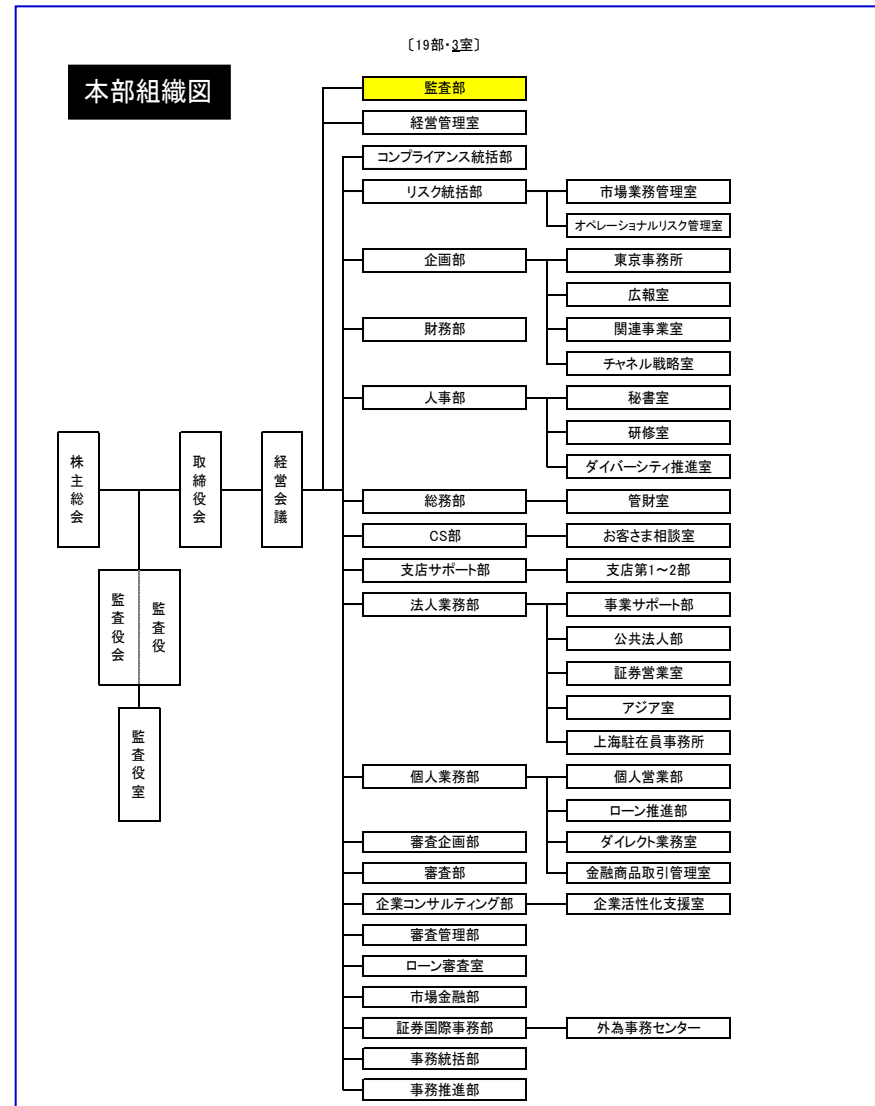 〔19部・3室〕
本部組織図
監査部
経営管理室
コンプライアンス統括部
リスク統括部
市場業務管理室
オペレーショナルリスク管理室
企画部
東京事務所
広報室
関連事業室
財務部
チャネル戦略室
人事部
秘書室
研修室
ダイバーシティ推進室
株主総会
取締役会
経営会議
総務部
管財室
CS部
お客さま相談室
支店サポート部
支店第1～2部
監査役会
監査役
法人業務部
事業サポート部
公共法人部
証券営業室
アジア室
上海駐在員事務所
監査役室
個人業務部
個人営業部
ローン推進部
審査企画部
ダイレクト業務室
審査部
金融商品取引管理室
企業コンサルティング部
企業活性化支援室
審査管理部
ローン審査室
市場金融部
証券国際事務部
外為事務センター
事務統括部
事務推進部